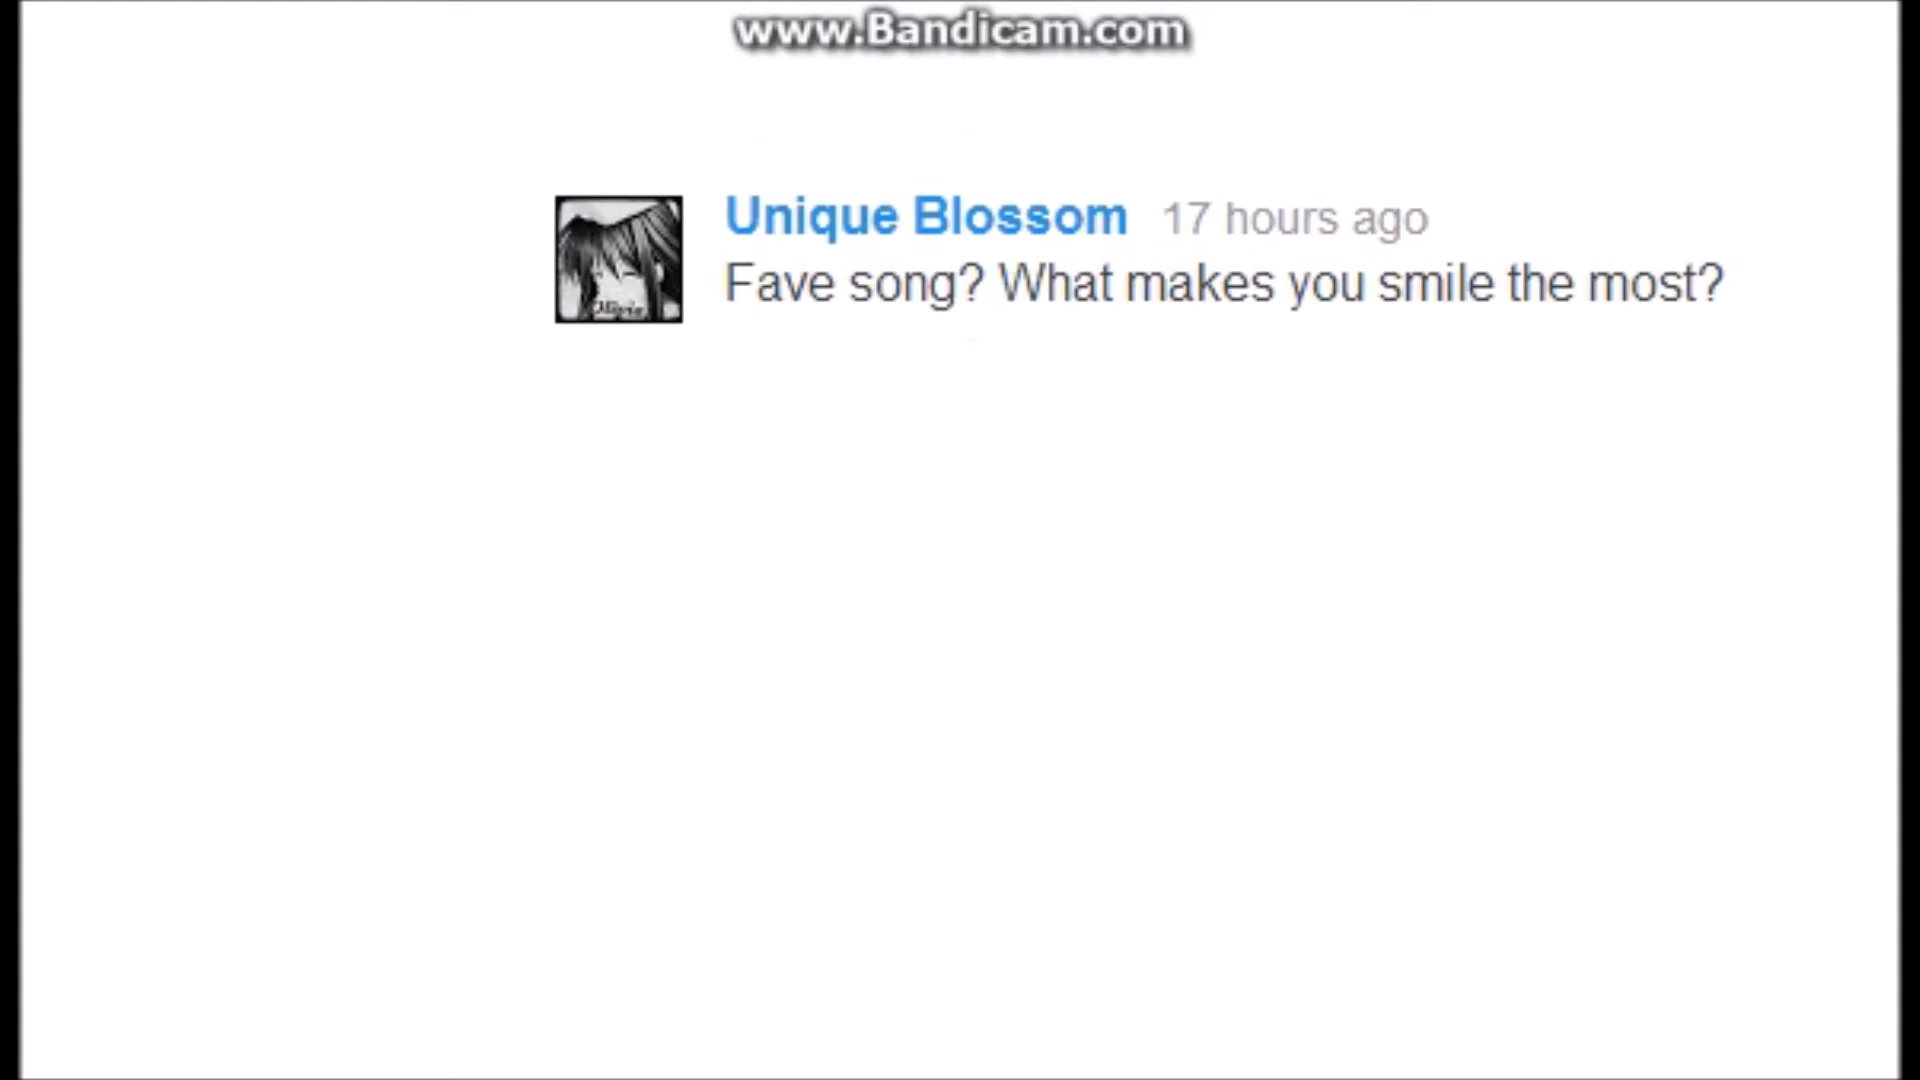 www.Bandicam.com
Unique Blossom 17 hours ago
Fave song? What makes you smile the most?